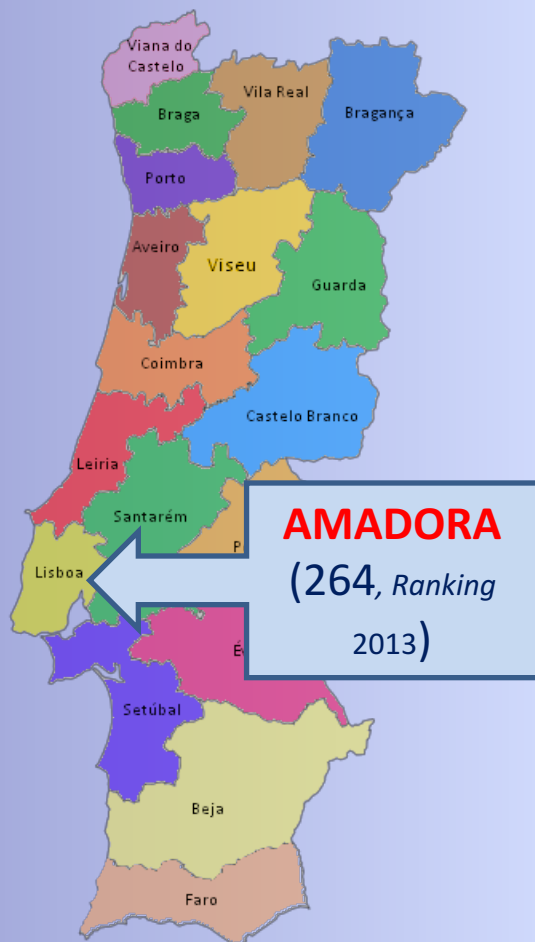 Viana do
Castelo
Braga
Vila Real
Bragança
Porto
Aveiro
Viseu
Guarda
Coimbra
Castelo Branco
Leiria
Santarém
P
Lisboa
AMADORA
(264, Ranking
2013)
É
Setúbal
Beja
Faro